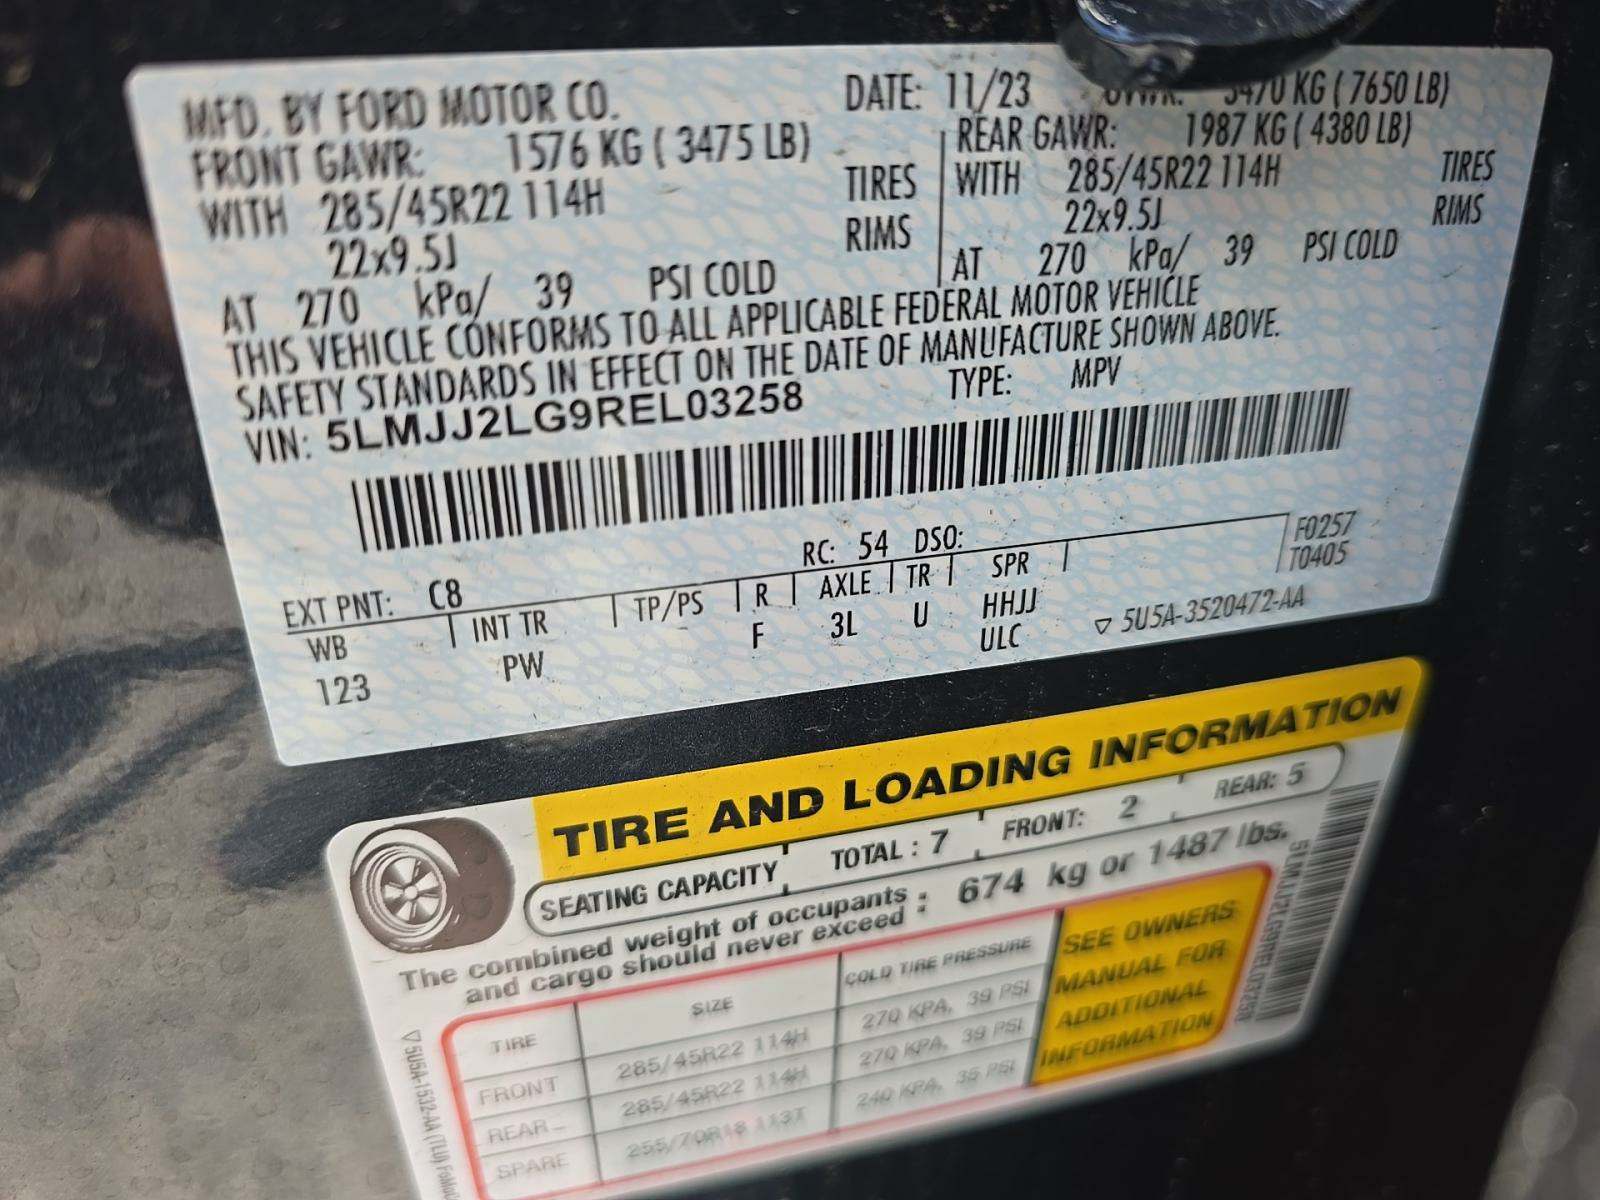 MFD. BY FORD MOTOR CO.
DATE: 11/23
GVWR: 3470 KG ( 7650 LB)
FRONT GAWR: 1576 KG ( 3475 LB)
REAR GAWR: 1987 KG ( 4380 LB)
WITH 285/45R22 114H TIRES
WITH 285/45R22 114H TIRES
22x9.5J RIMS
22x9.5J RIMS
AT 270 kPa/ 39 PSI COLD
AT 270 kPa/ 39 PSI COLD
THIS VEHICLE CONFORMS TO ALL APPLICABLE FEDERAL MOTOR VEHICLE
SAFETY STANDARDS IN EFFECT ON THE DATE OF MANUFACTURE SHOWN ABOVE.
VIN: 5LMJJ2LG9REL03258
TYPE: MPV
EXT PNT: C8 RC: 54 DSO:
F0257
T0405
WB INT TR TP/PS R AXLE TR SPR
123 PW F 3L U HHJJ
ULC
▽ 5U5A-3520472-AA
TIRE AND LOADING INFORMATION
SEATING CAPACITY TOTAL : 7 FRONT: 2 REAR: 5
The combined weight of occupants
and cargo should never exceed : 674 kg or 1487 lbs.
TIRE SIZE COLD TIRE PRESSURE
FRONT 285/45R22 114H 270 KPA, 39 PSI
REAR 285/45R22 114H 270 KPA, 39 PSI
SPARE 255/70R18 113T 240 KPA, 35 PSI
SEE OWNERS
MANUAL FOR
ADDITIONAL
INFORMATION
5LMJJ2LG9REL03258
▽5U5A-1532-AA (TLU)